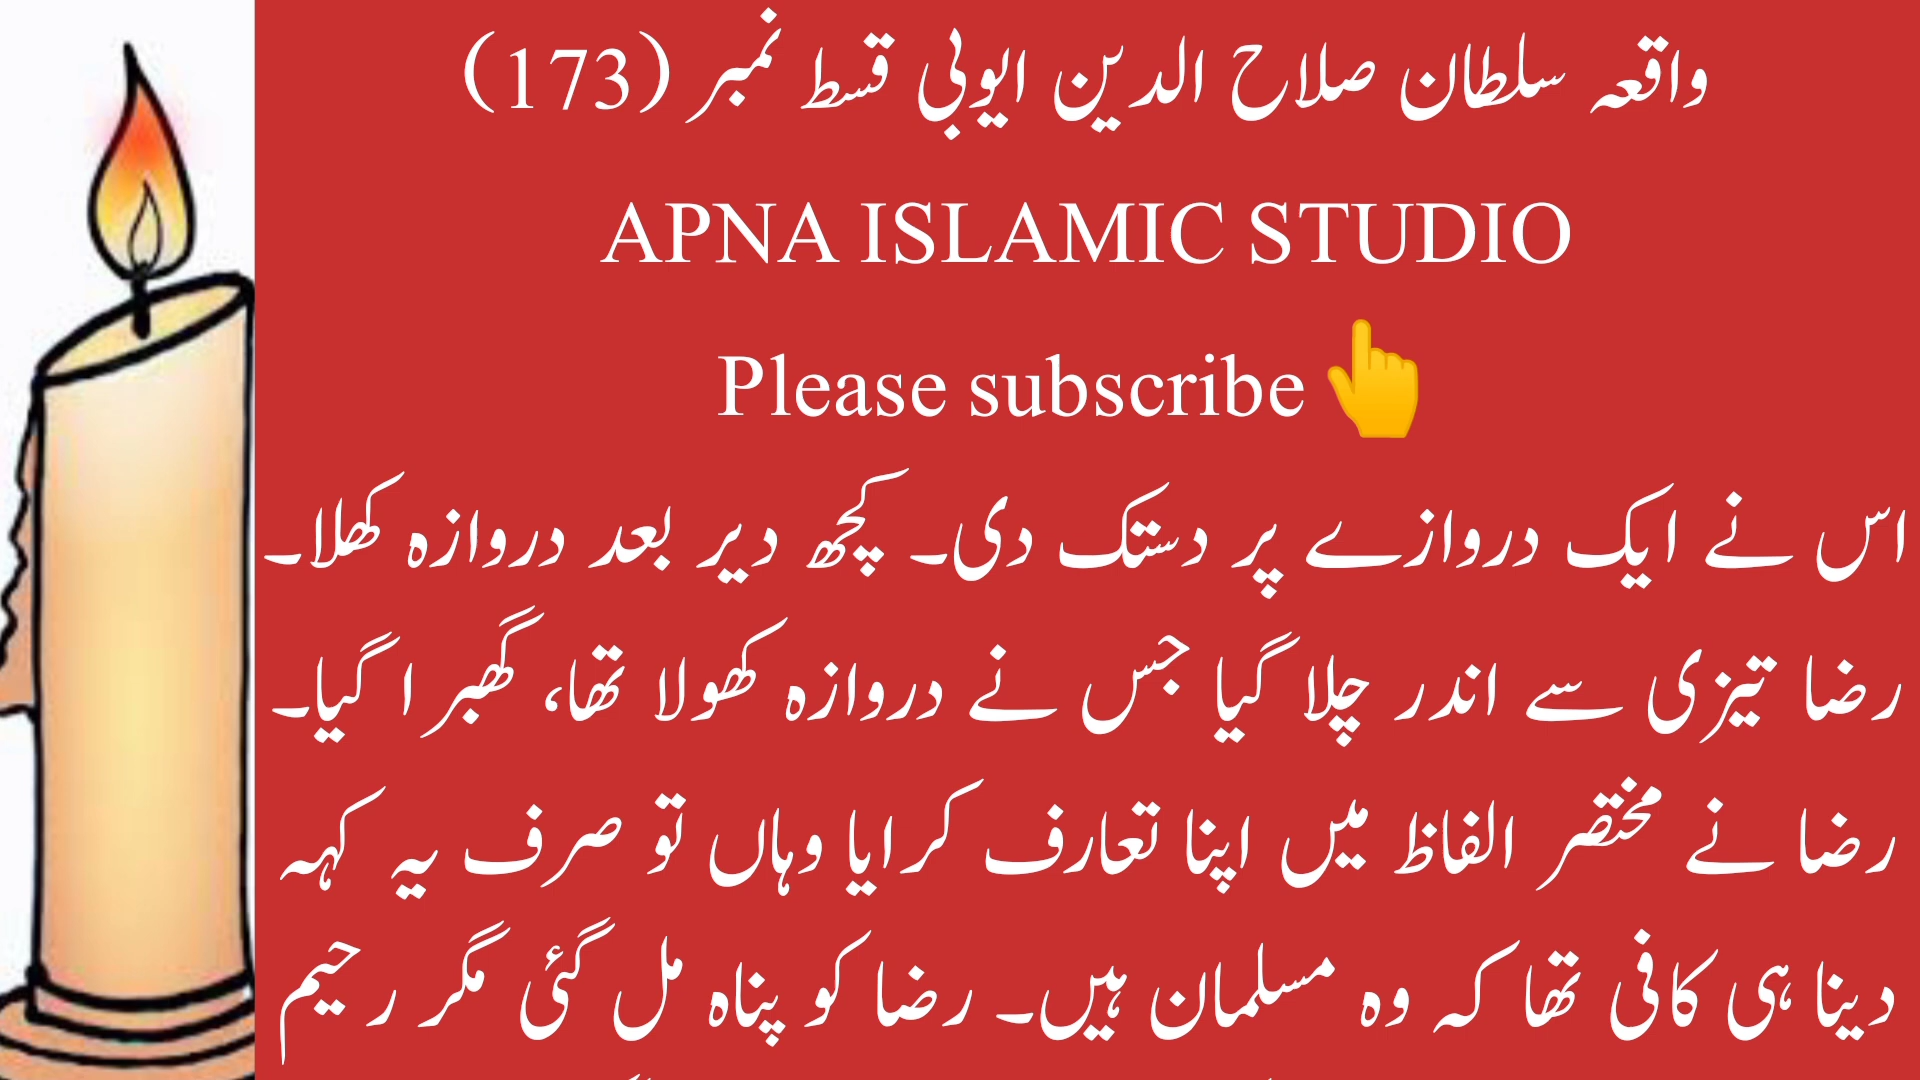 واقعہ سلطان صلاح الدین ایوبی قسط نمبر (173)
APNA ISLAMIC STUDIO
Please subscribe👆
اس نے ایک دروازے پر دستک دی۔ کچھ دیر بعد دروازہ کھلا۔
رضا تیزی سے اندر چلا گیا جس نے دروازہ کھولا تھا، گھبرا گیا۔
رضا نے مختصر الفاظ میں اپنا تعارف کرایا وہاں تو صرف یہ کہہ
دینا ہی کافی تھا کہ وہ مسلمان ہیں۔ رضا کو پناہ مل گئی مگر رحیم